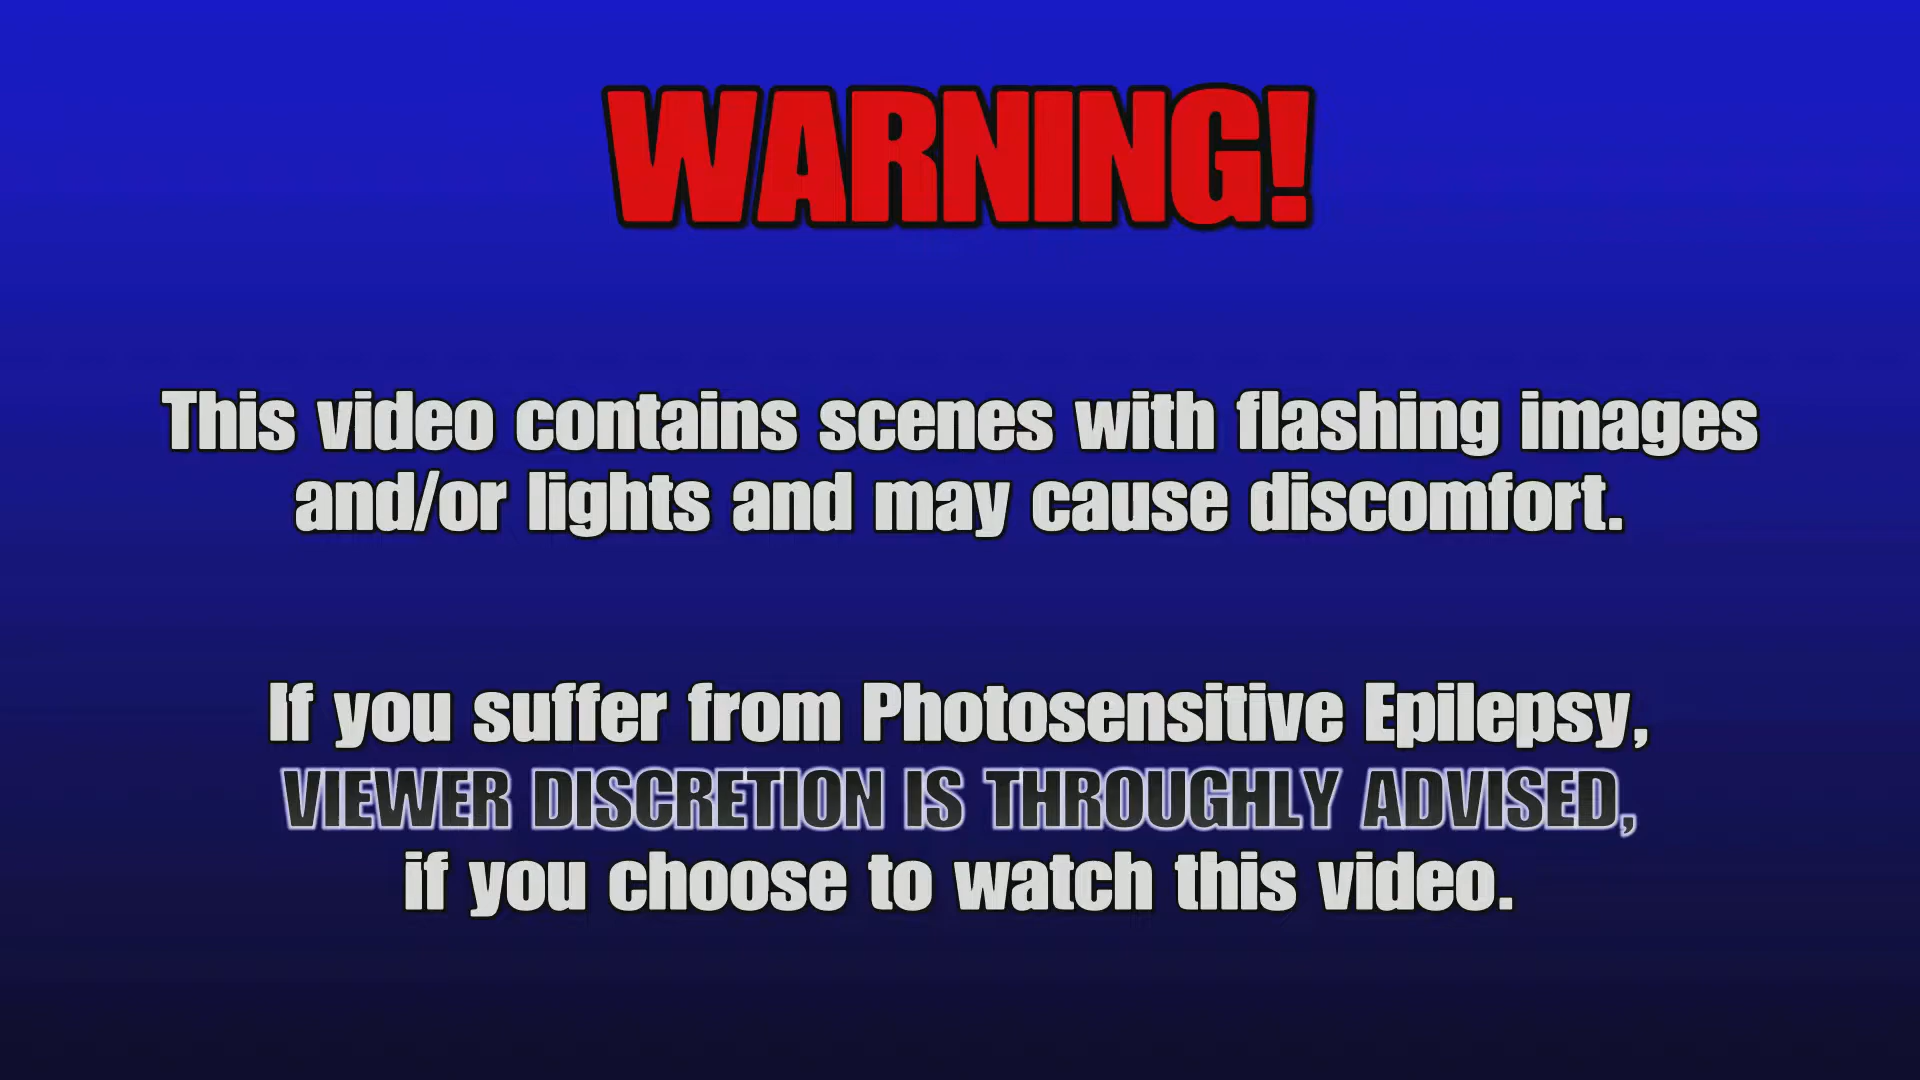 WARNING!
This video contains scenes with flashing images
and/or lights and may cause discomfort.
If you suffer from Photosensitive Epilepsy,
VIEWER DISCRETION IS THROUGHLY ADVISED,
if you choose to watch this video.